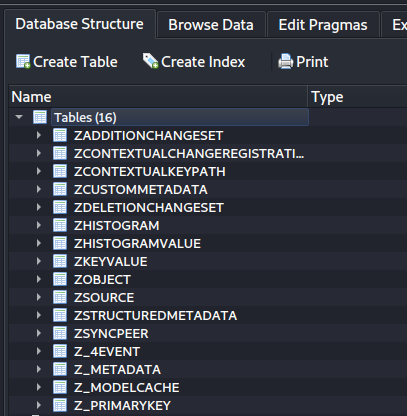 Database Structure Browse Data Edit Pragmas Ex
Create Table Create Index Print
Name Type
Tables (16)
ZADDITIONCHANGESET
ZCONTEXTUALCHANGEREGISTRATI...
ZCONTEXTUALKEYPATH
ZCUSTOMMETADATA
ZDELETIONCHANGESET
ZHISTOGRAM
ZHISTOGRAMVALUE
ZKEYVALUE
ZOBJECT
ZSOURCE
ZSTRUCTUREDMETADATA
ZSYNCPEER
Z_4EVENT
Z_METADATA
Z_MODELCACHE
Z_PRIMARYKEY